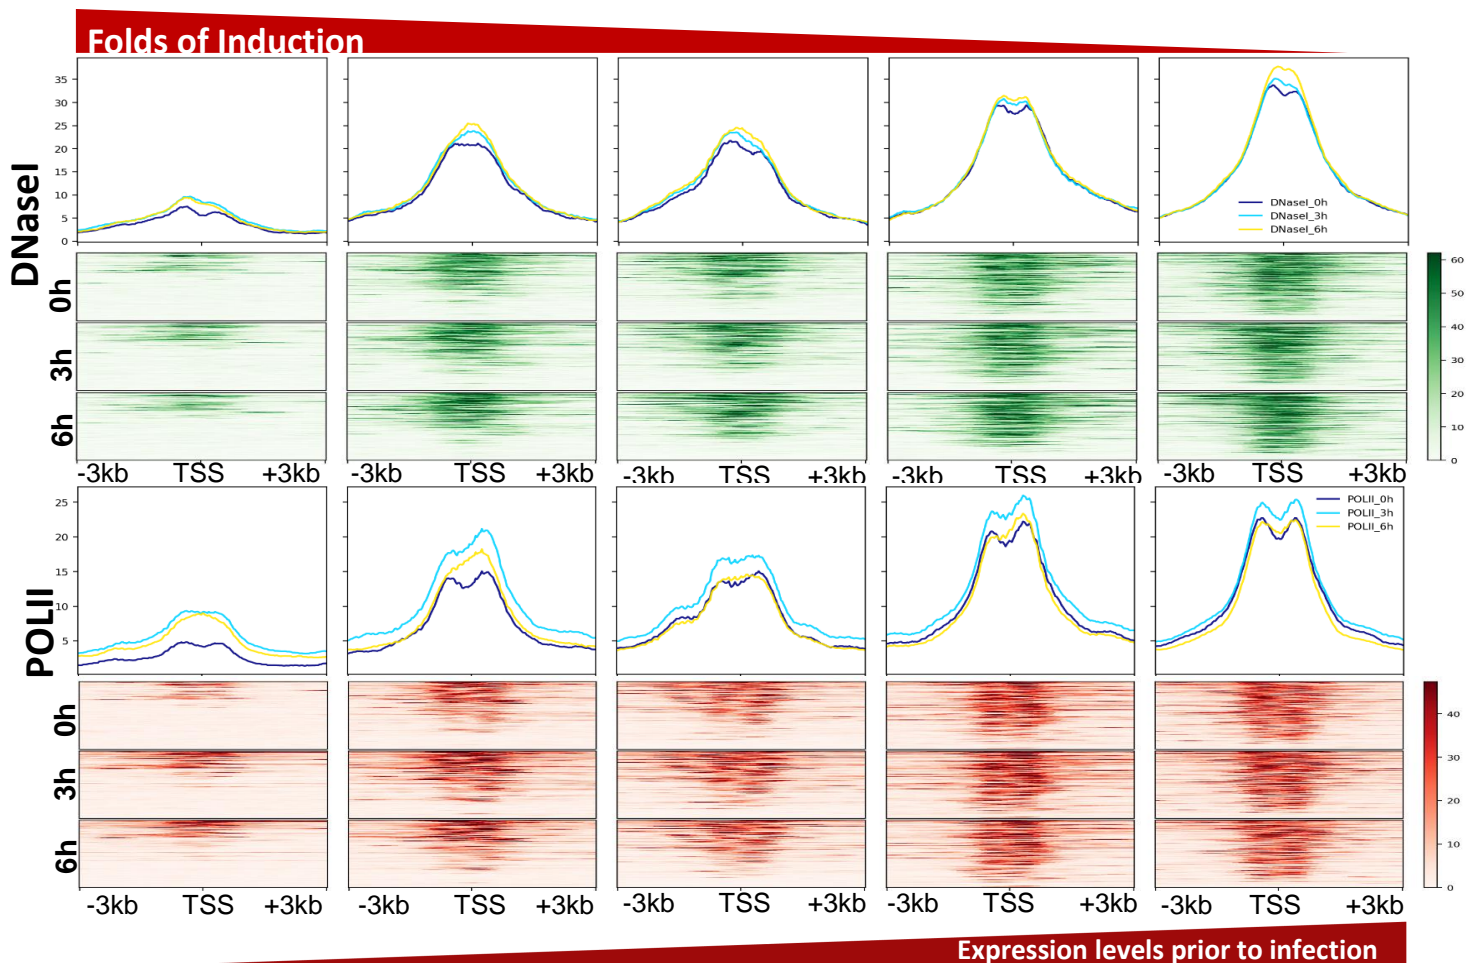 Folds of Induction
DNaseI
35
30
25
20
15
10
5
0
DNaseI_0h
DNaseI_3h
DNaseI_6h
0h
3h
6h
60
50
40
30
20
10
0
-3kb TSS +3kb -3kb TSS +3kb -3kb TSS +3kb -3kb TSS +3kb -3kb TSS +3kb
POLII
25
20
15
10
5
POLII_0h
POLII_3h
POLII_6h
0h
3h
6h
40
30
20
10
0
-3kb TSS +3kb -3kb TSS +3kb -3kb TSS +3kb -3kb TSS +3kb -3kb TSS +3kb
Expression levels prior to infection